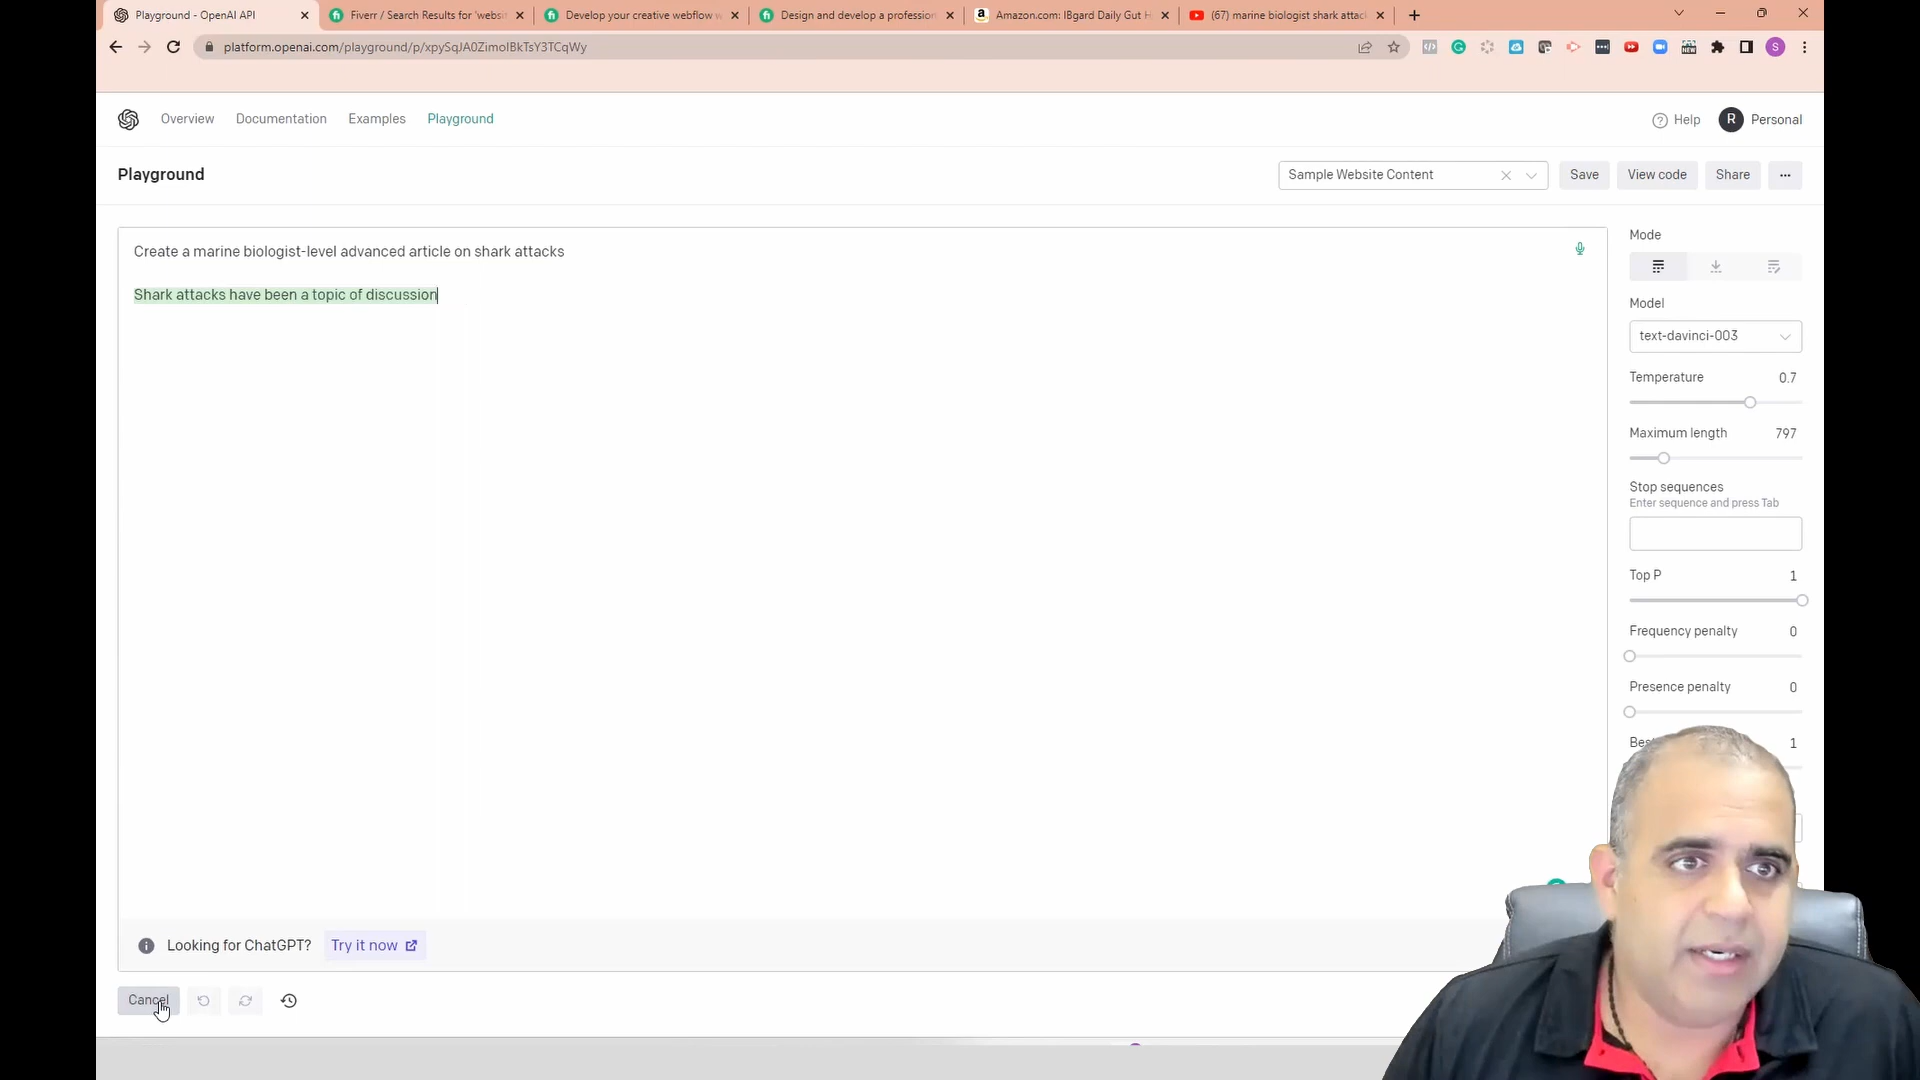 Playground - OpenAI API
Fiverr / Search Results for 'websi
Develop your creative webflow w
Design and develop a profession
Amazon.com: IBgard Daily Gut H
(67) marine biologist shark attac
platform.openai.com/playground/p/xpySqJA0ZimoIBkTsY3TCqWy
NEW
S
Overview
Documentation
Examples
Playground
Help
R
Personal
Playground
Sample Website Content
Save
View code
Share
Create a marine biologist-level advanced article on shark attacks
Shark attacks have been a topic of discussion
Mode
Model
text-davinci-003
Temperature 0.7
Maximum length 797
Stop sequences
Enter sequence and press Tab
Top P 1
Frequency penalty 0
Presence penalty 0
Bes 1
Looking for ChatGPT? Try it now
Cancel